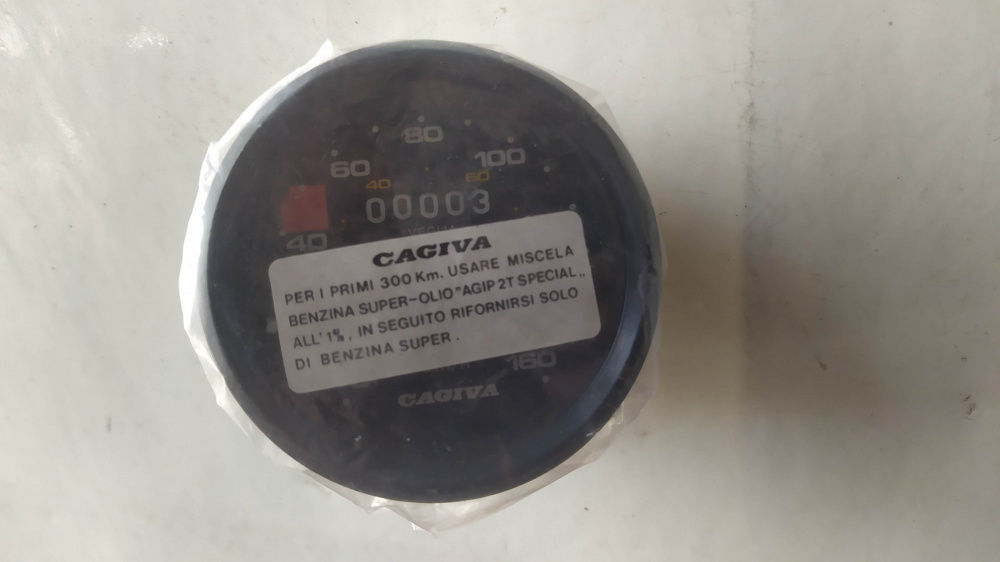 80
60
100
40
60
00003
40
CAGIVA
PER I PRIMI 300 Km. USARE MISCELA
BENZINA SUPER-OLIO "AGIP 2T SPECIAL„
ALL' 1%, IN SEGUITO RIFORNIRSI SOLO
DI BENZINA SUPER.
160
CAGIVA